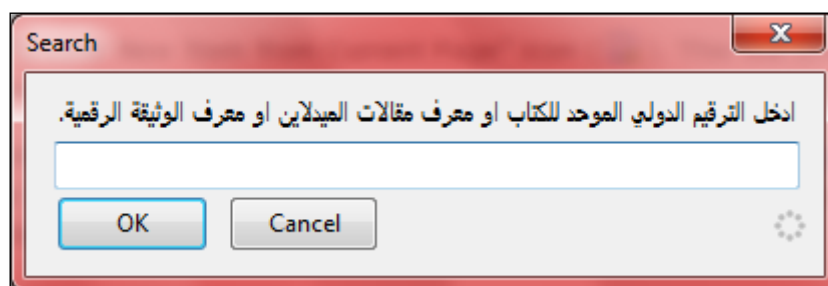 Search
ادخل الترقيم الدولي الموحد للكتاب او معرف مقالات الميدلاين او معرف الوثيقة الرقمية.
OK
Cancel